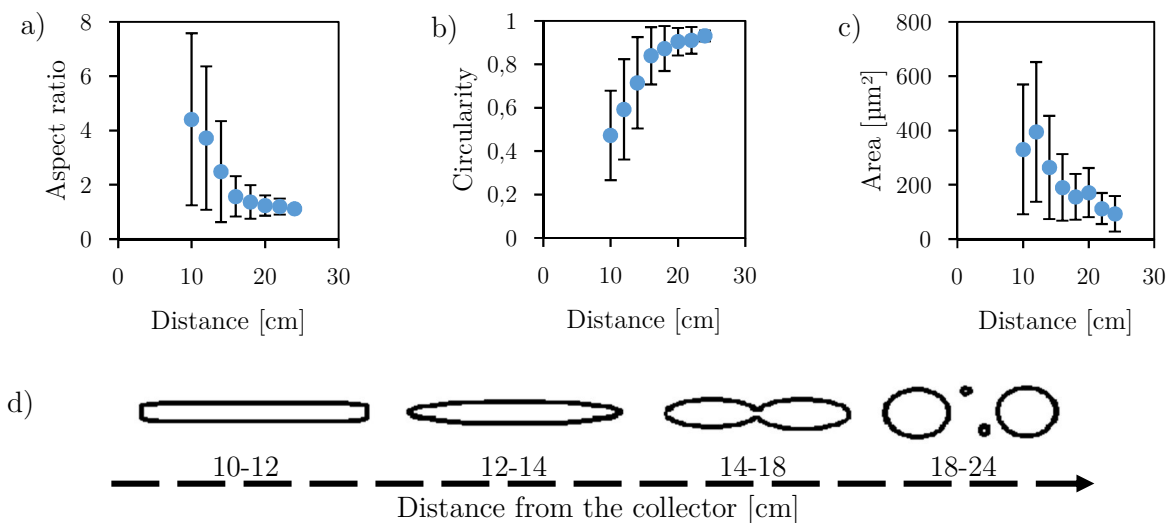 a)
8
6
4
2
0
Aspect ratio
0 10 20 30
Distance [cm]
b)
1
0,8
0,6
0,4
0,2
0
Circularity
0 10 20 30
Distance [cm]
c)
800
600
400
200
0
Area [µm²]
0 10 20 30
Distance [cm]
d)
10-12 12-14 14-18 18-24
Distance from the collector [cm]